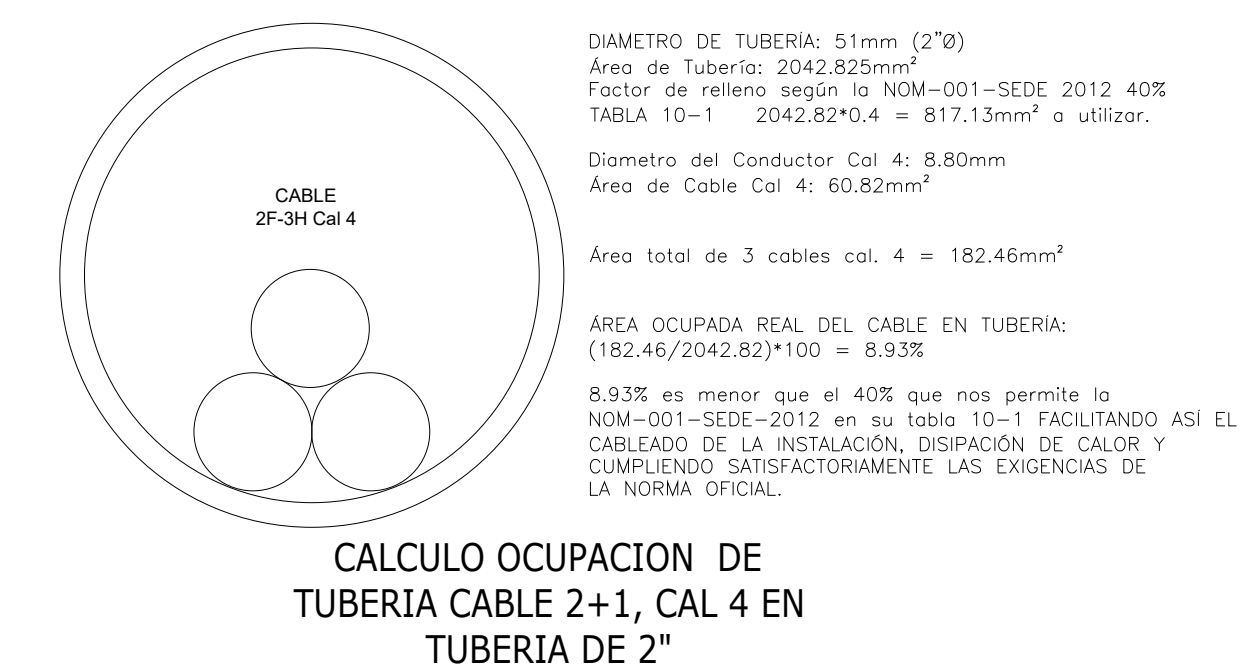 DIAMETRO DE TUBERÍA: 51mm (2"Ø)
Área de Tubería: 2042.825mm²
Factor de relleno según la NOM-001-SEDE 2012 40%
TABLA 10-1 2042.82*0.4 = 817.13mm² a utilizar.
Diametro del Conductor Cal 4: 8.80mm
Área de Cable Cal 4: 60.82mm²
CABLE
2F-3H Cal 4
Área total de 3 cables cal. 4 = 182.46mm²
ÁREA OCUPADA REAL DEL CABLE EN TUBERÍA:
(182.46/2042.82)*100 = 8.93%
8.93% es menor que el 40% que nos permite la
NOM-001-SEDE-2012 en su tabla 10-1 FACILITANDO ASÍ EL
CABLEADO DE LA INSTALACIÓN, DISIPACIÓN DE CALOR Y
CUMPLIENDO SATISFACTORIAMENTE LAS EXIGENCIAS DE
LA NORMA OFICIAL.
CALCULO OCUPACION DE
TUBERIA CABLE 2+1, CAL 4 EN
TUBERIA DE 2"